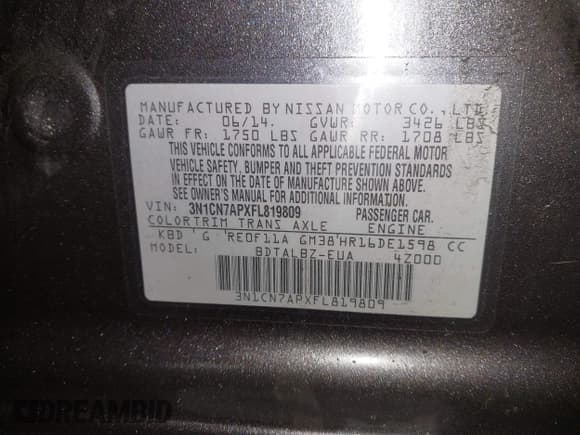 MANUFACTURED BY NISSAN MOTOR CO., LTD.
DATE: 06/14. GVWR: 3426 LBS
GAWR FR: 1750 LBS GAWR RR: 1708 LBS
THIS VEHICLE CONFORMS TO ALL APPLICABLE FEDERAL MOTOR
VEHICLE SAFETY, BUMPER AND THEFT PREVENTION STANDARDS
IN EFFECT ON THE DATE OF MANUFACTURE SHOWN ABOVE.
SEE OWNER'S MANUAL FOR ADDITIONAL INFORMATION.
VIN: 3N1CN7APXFL819809 PASSENGER CAR.
COLOR TRIM TRANS AXLE ENGINE
KBD 'G 'RE0F11A GM38'HR16DE1598 CC
MODEL: BDTALBZ-EUA 4Z000
3N1CN7APXFL819809
DREAMBID